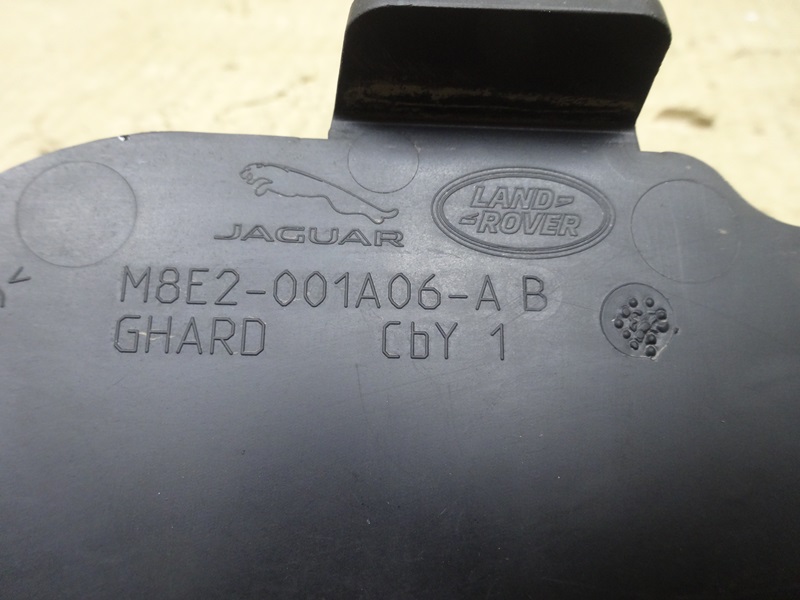 JAGUAR
LAND-
-ROVER
M8E2-001A06-A B
GHARD CbY 1